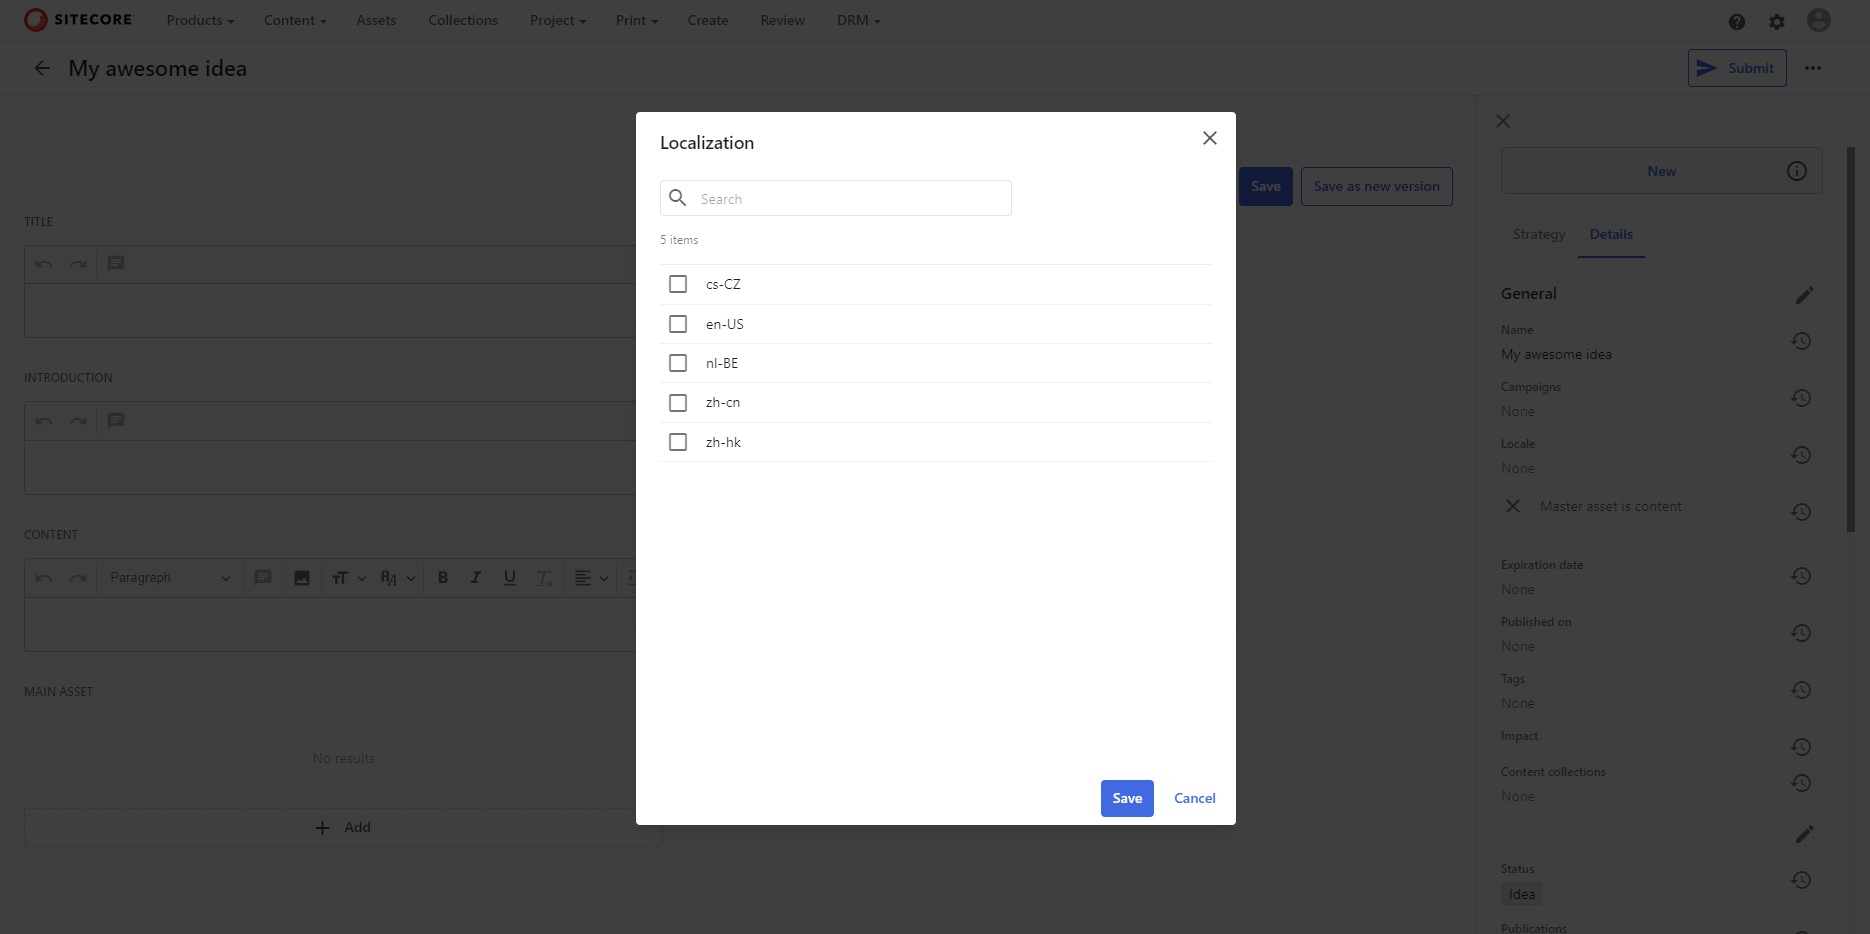 SITECORE
Products
Content
Assets
Collections
Project
Print
Create
Review
DRM
My awesome idea
Submit
Localization
Search
5 items
cs-CZ
en-US
nl-BE
zh-cn
zh-hk
Save
Cancel
Save
Save as new version
TITLE
INTRODUCTION
CONTENT
Paragraph
MAIN ASSET
No results
Add
New
Strategy
Details
General
Name
My awesome idea
Campaigns
None
Locale
None
Master asset is content
Expiration date
None
Published on
None
Tags
None
Impact
Content collections
None
Status
Idea
Publications